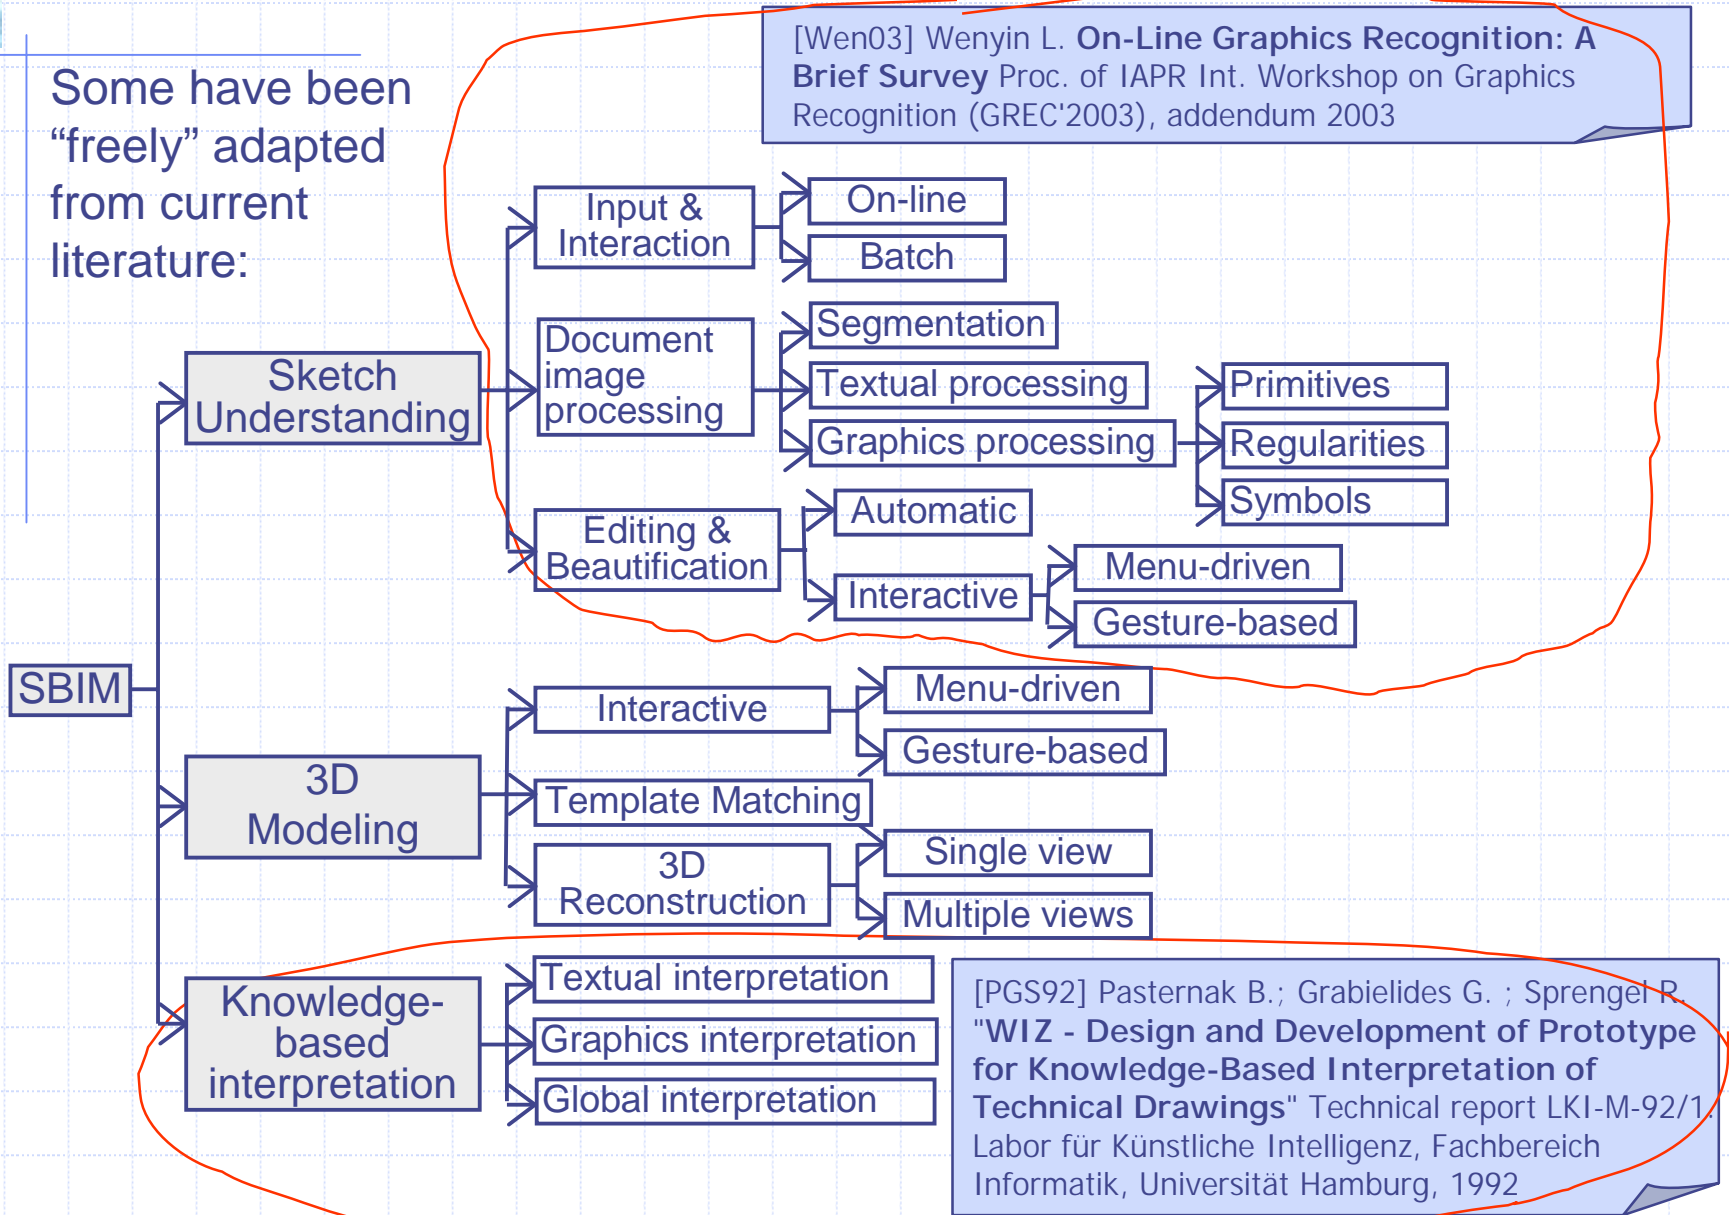 Some have been
“freely” adapted
from current
literature:
[Wen03] Wenyin L. On-Line Graphics Recognition: A
Brief Survey Proc. of IAPR Int. Workshop on Graphics
Recognition (GREC'2003), addendum 2003
SBIM
Sketch
Understanding
Input &
Interaction
On-line
Batch
Document
image
processing
Segmentation
Textual processing
Graphics processing
Primitives
Regularities
Symbols
Editing &
Beautification
Automatic
Interactive
Menu-driven
Gesture-based
3D
Modeling
Interactive
Menu-driven
Gesture-based
Template Matching
3D
Reconstruction
Single view
Multiple views
Knowledge-
based
interpretation
Textual interpretation
Graphics interpretation
Global interpretation
[PGS92] Pasternak B.; Grabielides G. ; Sprengel R.
"WIZ - Design and Development of Prototype
for Knowledge-Based Interpretation of
Technical Drawings" Technical report LKI-M-92/1.
Labor für Künstliche Intelligenz, Fachbereich
Informatik, Universität Hamburg, 1992